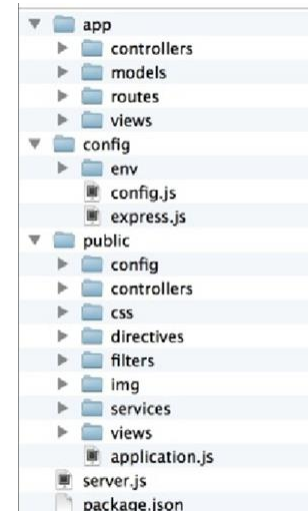 app
controllers
models
routes
views
config
env
config.js
express.js
public
config
controllers
css
directives
filters
img
services
views
application.js
server.js
package.json